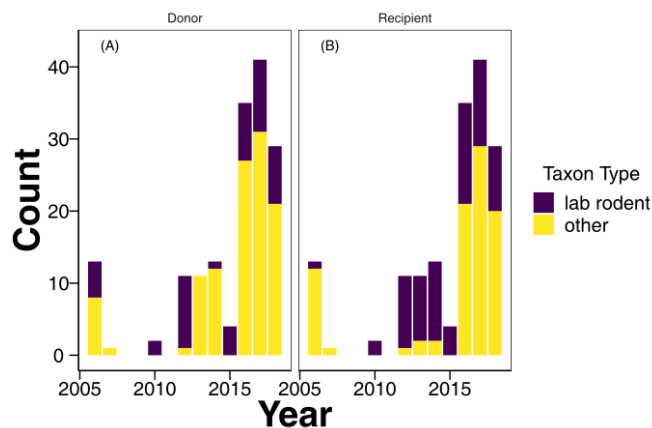 Donor
Recipient
(A)
(B)
Count
40
30
20
10
0
2005
2010
2015
2005
2010
2015
Year
Taxon Type
lab rodent
other